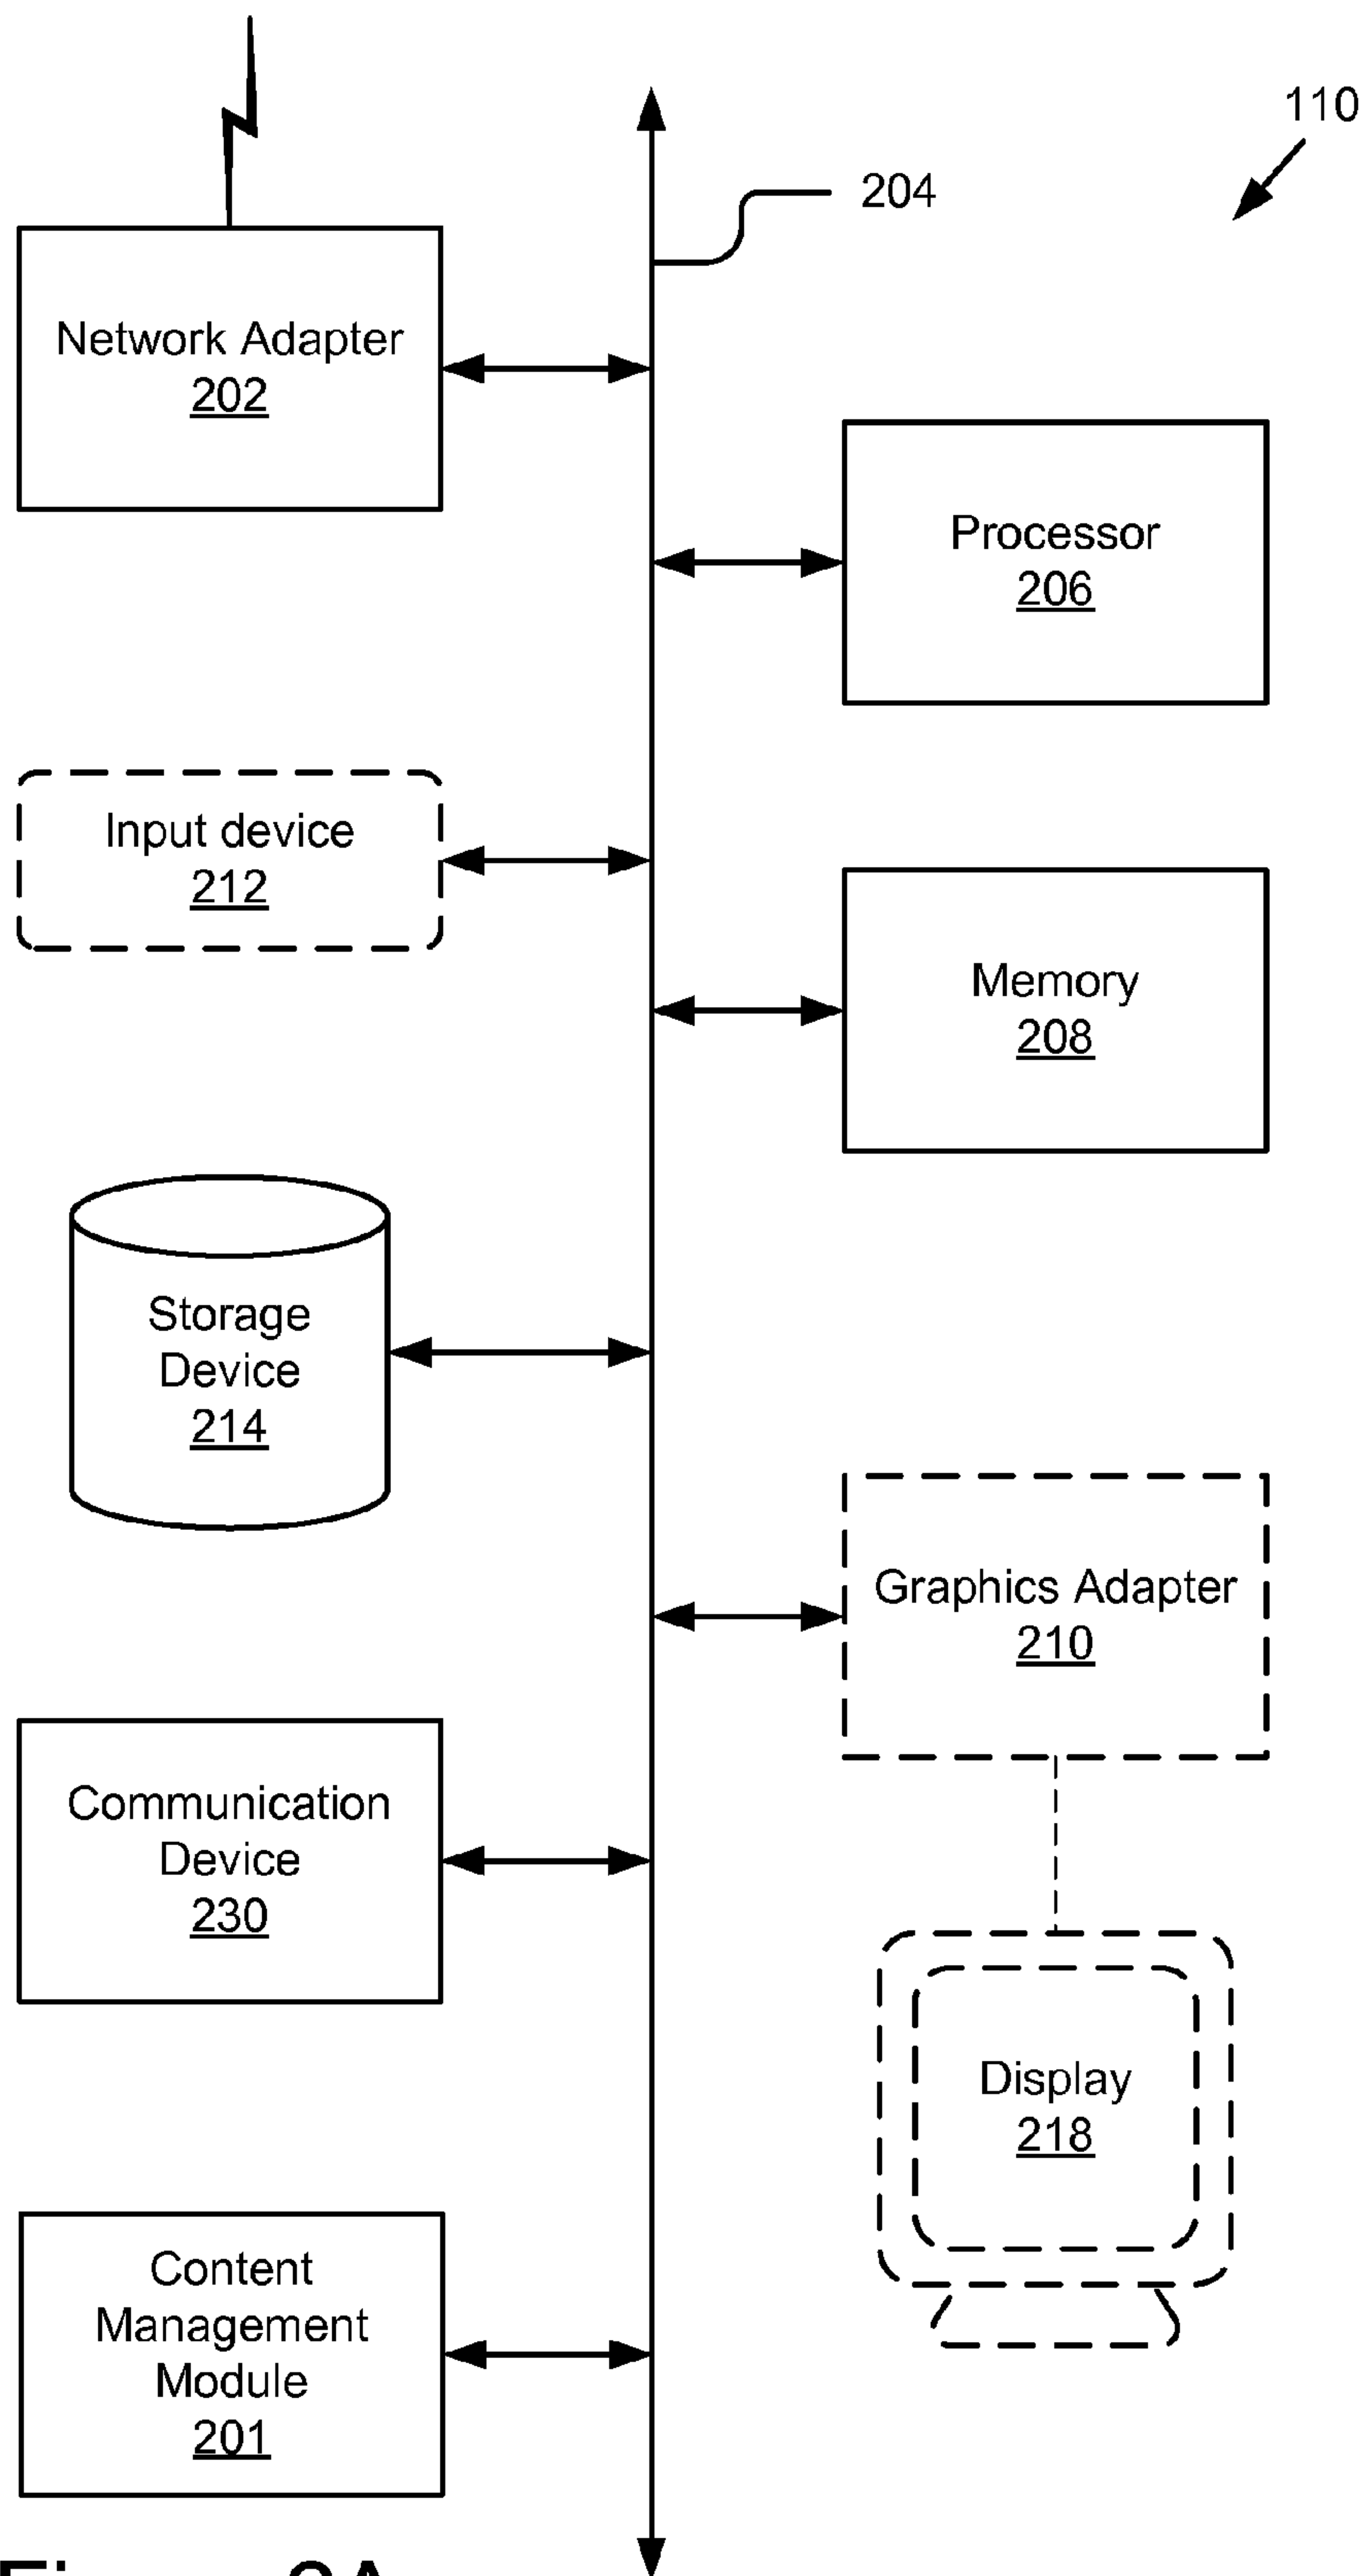 110
204
Network Adapter
202
Processor
206
Input device
212
Memory
208
Storage
Device
214
Graphics Adapter
210
Communication
Device
230
Display
218
Content
Management
Module
201